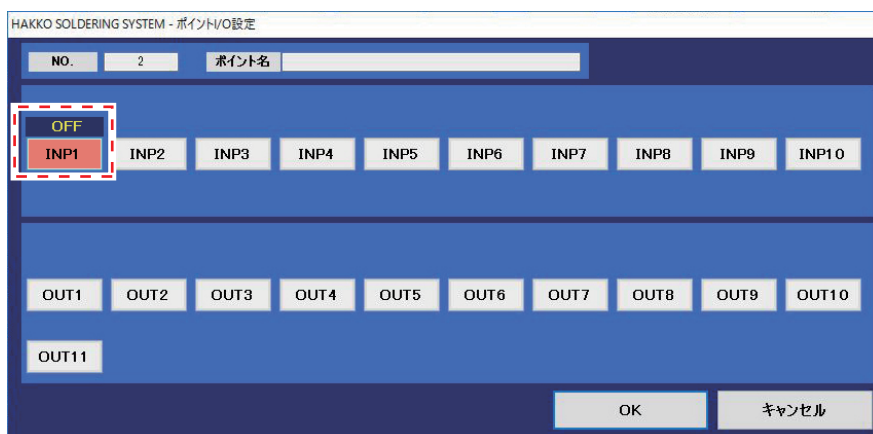 HAKKO SOLDERING SYSTEM - ポイントI/O設定
NO. 2 ポイント名
OFF
INP1 INP2 INP3 INP4 INP5 INP6 INP7 INP8 INP9 INP10
OUT1 OUT2 OUT3 OUT4 OUT5 OUT6 OUT7 OUT8 OUT9 OUT10
OUT11
OK キャンセル